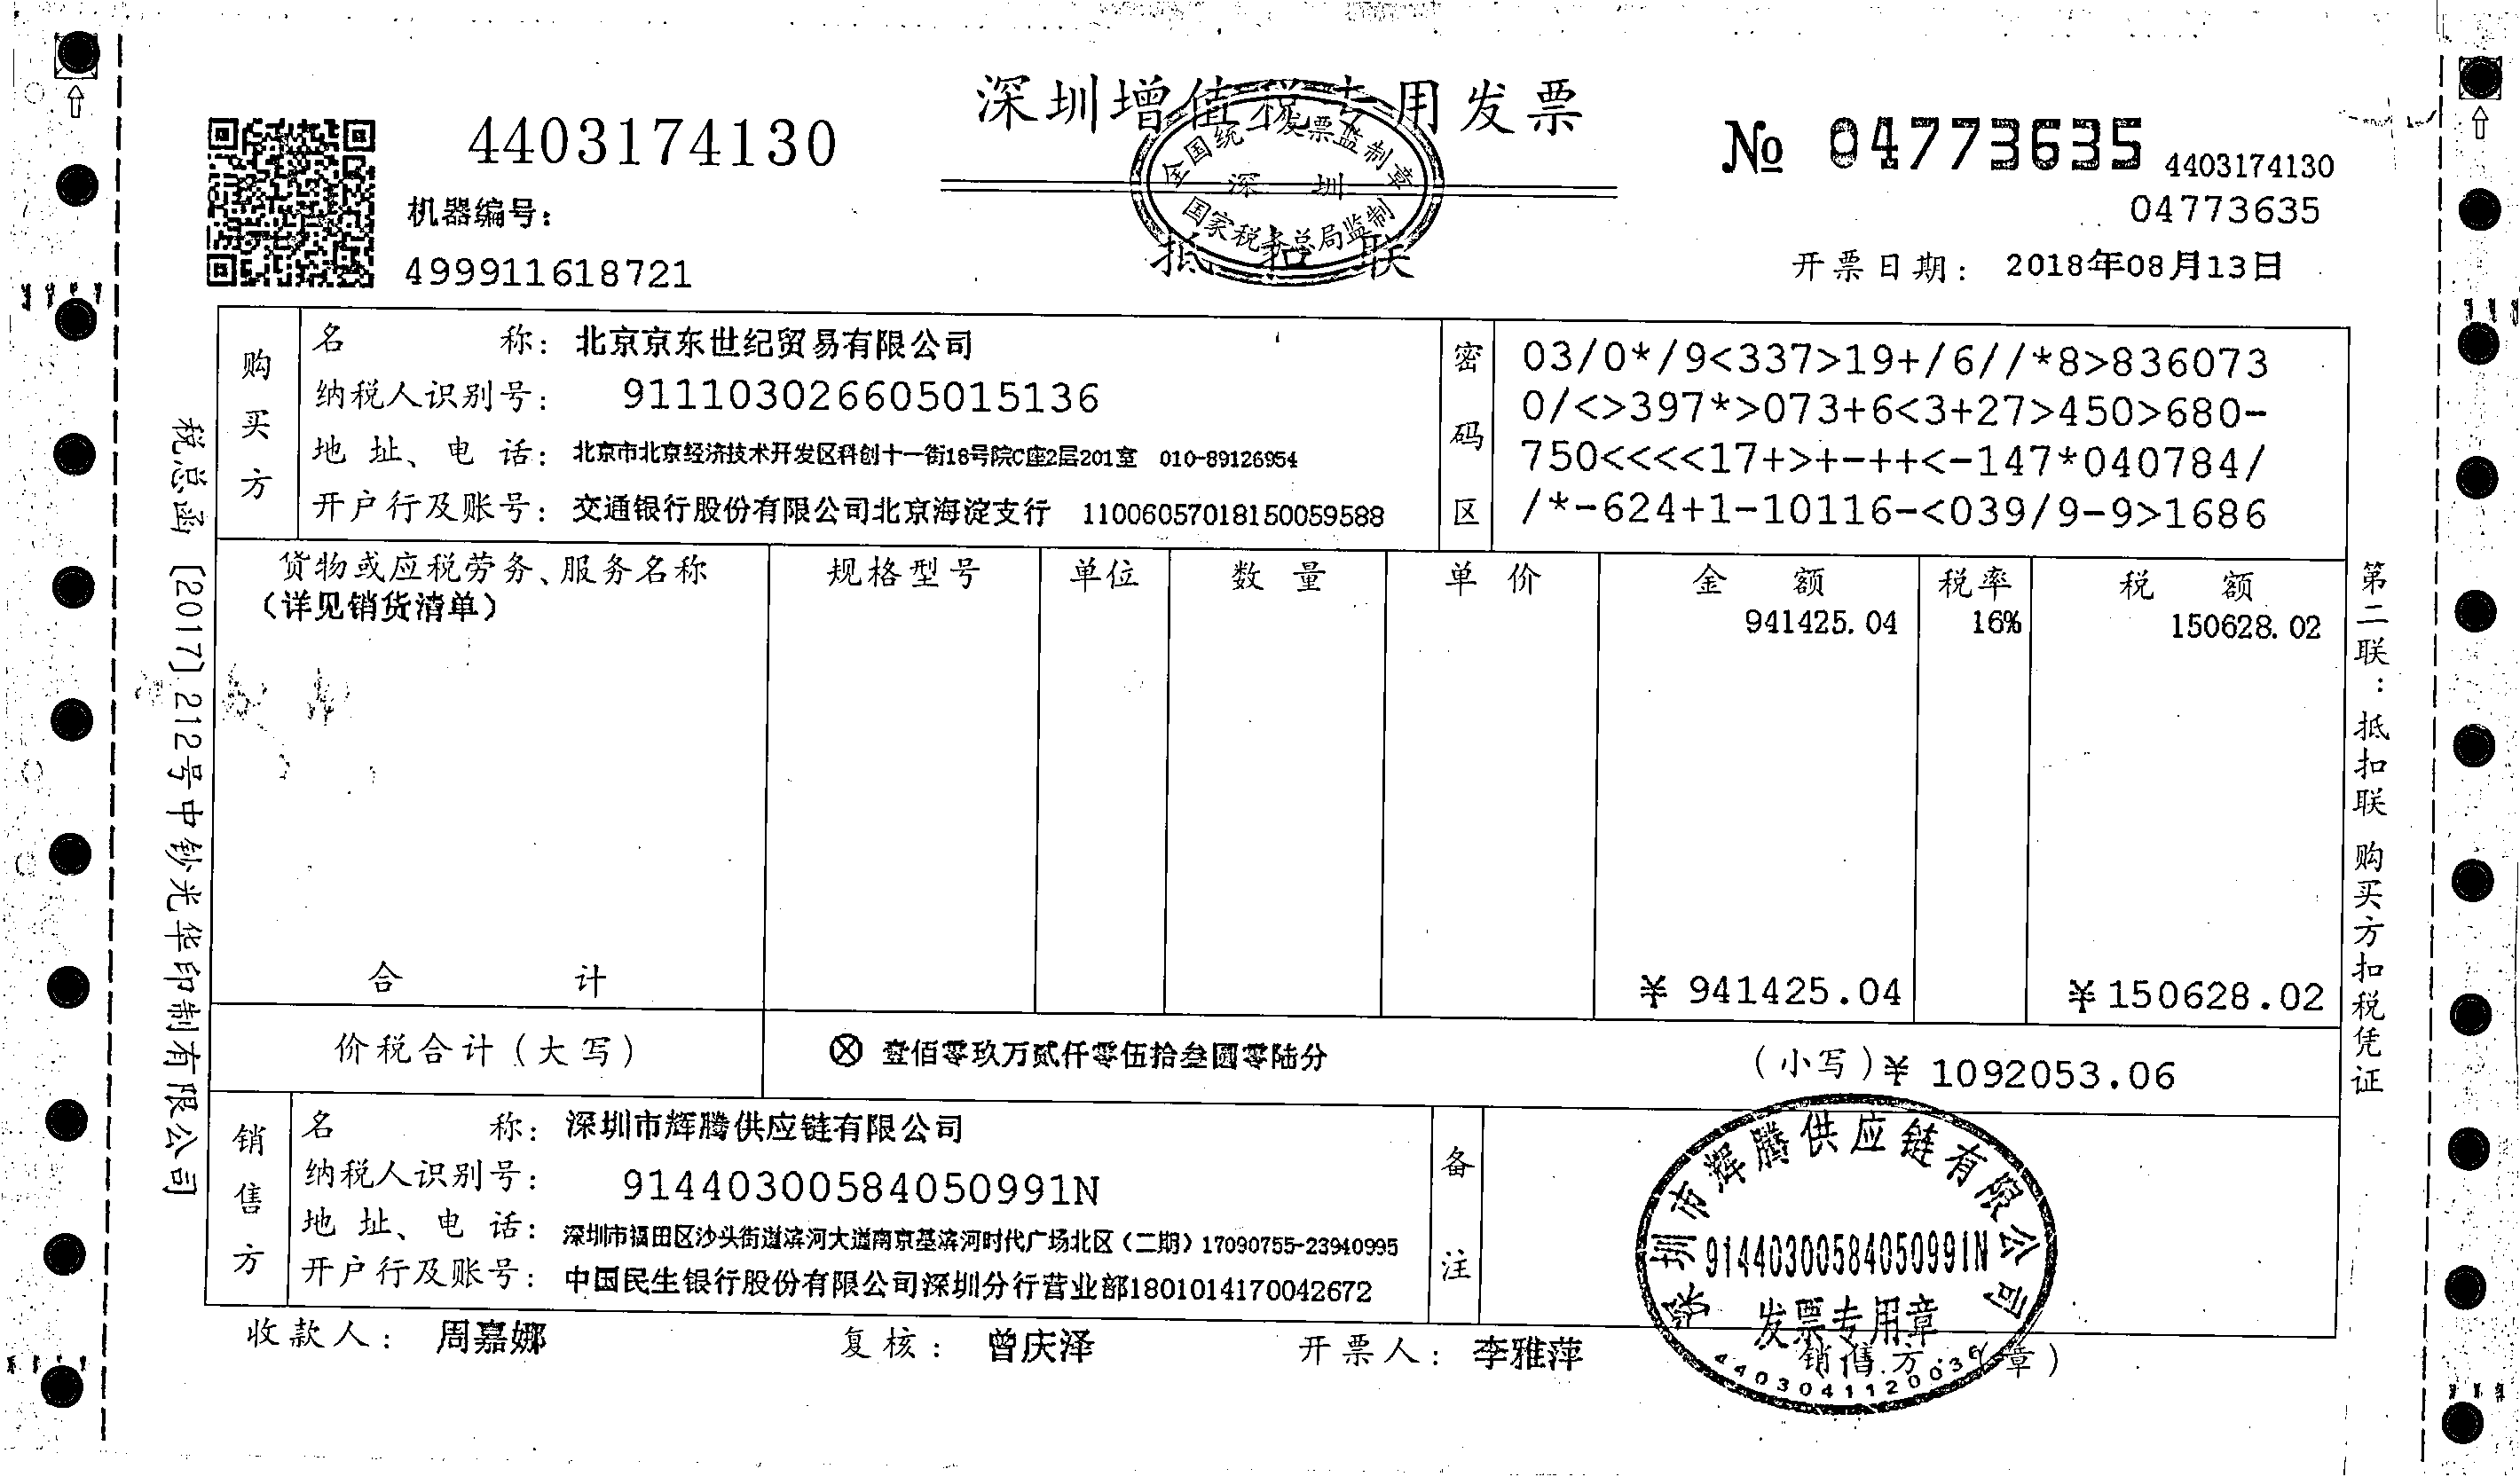 深圳增值税专用发票
4403174130
№ 04773635
4403174130
04773635
机器编号:
499911618721
全国统一发票监制章
深 圳
国家税务总局监制
抵 扣 联
开票日期: 2018年08月13日
购买方
名 称: 北京京东世纪贸易有限公司
纳税人识别号: 911103026605015136
地 址、电 话: 北京市北京经济技术开发区科创十一街18号院C座2层201室 010-89126954
开户行及账号: 交通银行股份有限公司北京海淀支行 110060570181500595​88
密码区
03/0*/9<337>19+/6//*8>836073
0/<>397*>073+6<3+27>450>680-
750<<<<17+>+-++<-147*040784/
/*-624+1-10116-<039/9-9>1686
货物或应税劳务、服务名称 规格型号 单位 数 量 单 价 金 额 税率 税 额
(详见销货清单) 941425.04 16% 150628.02
合 计 ¥ 941425.04 ¥150628.02
价税合计(大写) ⊗ 壹佰零玖万贰仟零伍拾叁圆零陆分 (小写)¥ 1092053.06
销售方
名 称: 深圳市辉腾供应链有限公司
纳税人识别号: 91440300584050991N
地 址、电 话: 深圳市福田区沙头街道滨河大道南京基滨河时代广场北区(二期)17090755-23940995
开户行及账号: 中国民生银行股份有限公司深圳分行营业部1801014170042672
备注
深圳市辉腾供应链有限公司
91440300584050991N
发票专用章
收款人: 周嘉娜 复核: 曾庆泽 开票人: 李雅萍 销售方:(章)
税总函〔2017〕212号中钞光华印制有限公司
第二联:抵扣联 购买方扣税凭证